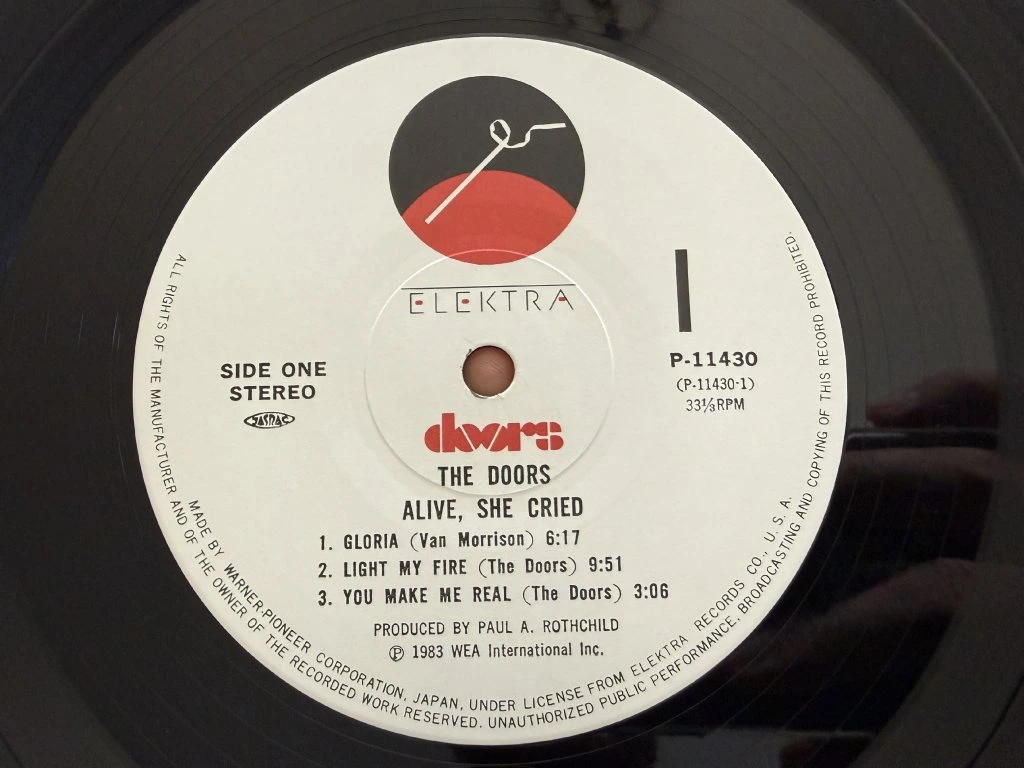 ELEKTRA
SIDE ONE
STEREO
JASRAC
P-11430
(P-11430-1)
33⅓RPM
doors
THE DOORS
ALIVE, SHE CRIED
1. GLORIA (Van Morrison) 6:17
2. LIGHT MY FIRE (The Doors) 9:51
3. YOU MAKE ME REAL (The Doors) 3:06
PRODUCED BY PAUL A. ROTHCHILD
℗ 1983 WEA International Inc.
MADE BY WARNER-PIONEER CORPORATION, JAPAN, UNDER LICENSE FROM ELEKTRA RECORDS CO., U. S. A.
ALL RIGHTS OF THE MANUFACTURER AND OF THE OWNER OF THE RECORDED WORK RESERVED. UNAUTHORIZED PUBLIC PERFORMANCE, BROADCASTING AND COPYING OF THIS RECORD PROHIBITED.